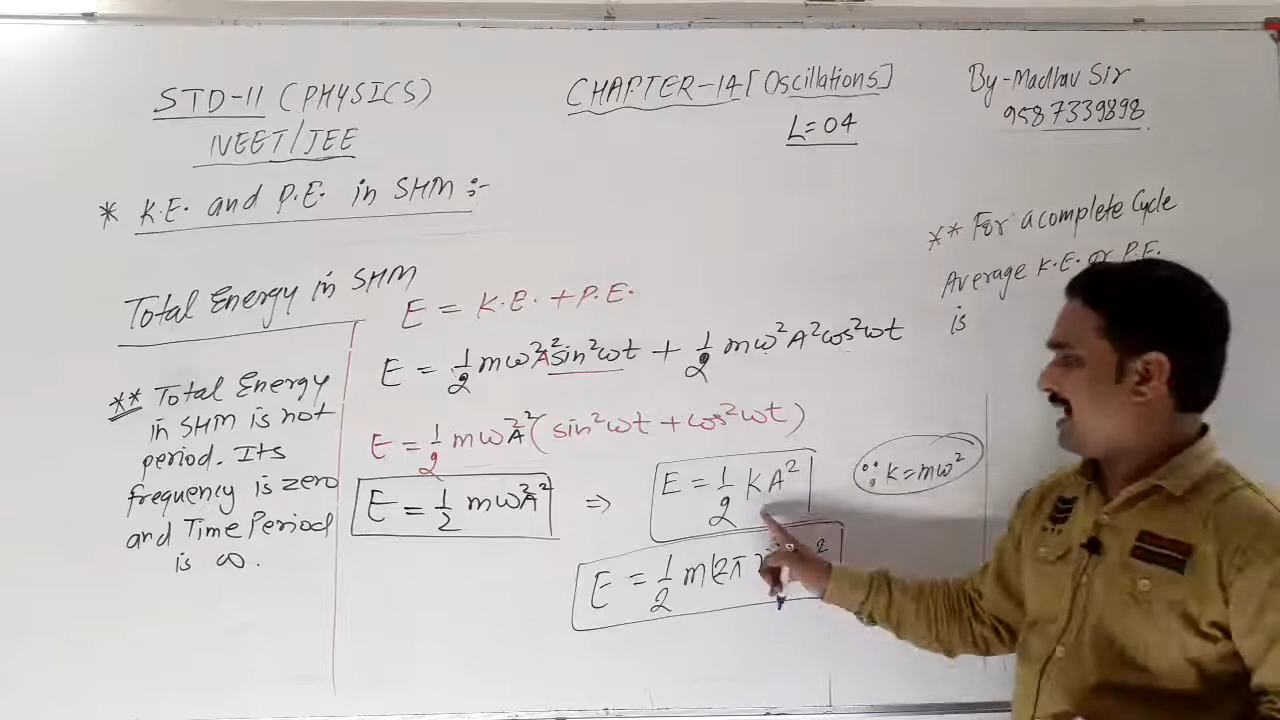 STD-11 (PHYSICS)
NEET/JEE
CHAPTER-14 [Oscillations]
L=04
By-Madhav Sir
9587339898
* K.E. and P.E. in SHM :-
Total Energy in SHM
** Total Energy
in SHM is not
period. Its
frequency is zero
and Time Period
is ∞.
E = K.E. + P.E.
E = 1/2 mω²A²sin²ωt + 1/2 mω²A²cos²ωt
E = 1/2 mω²A²(sin²ωt + cos²ωt)
E = 1/2 mω²A² ⇒ E = 1/2 KA²
∵ K=mω²
E = 1/2 m(2π
** For a complete Cycle
Average K.E. or P.E.
is